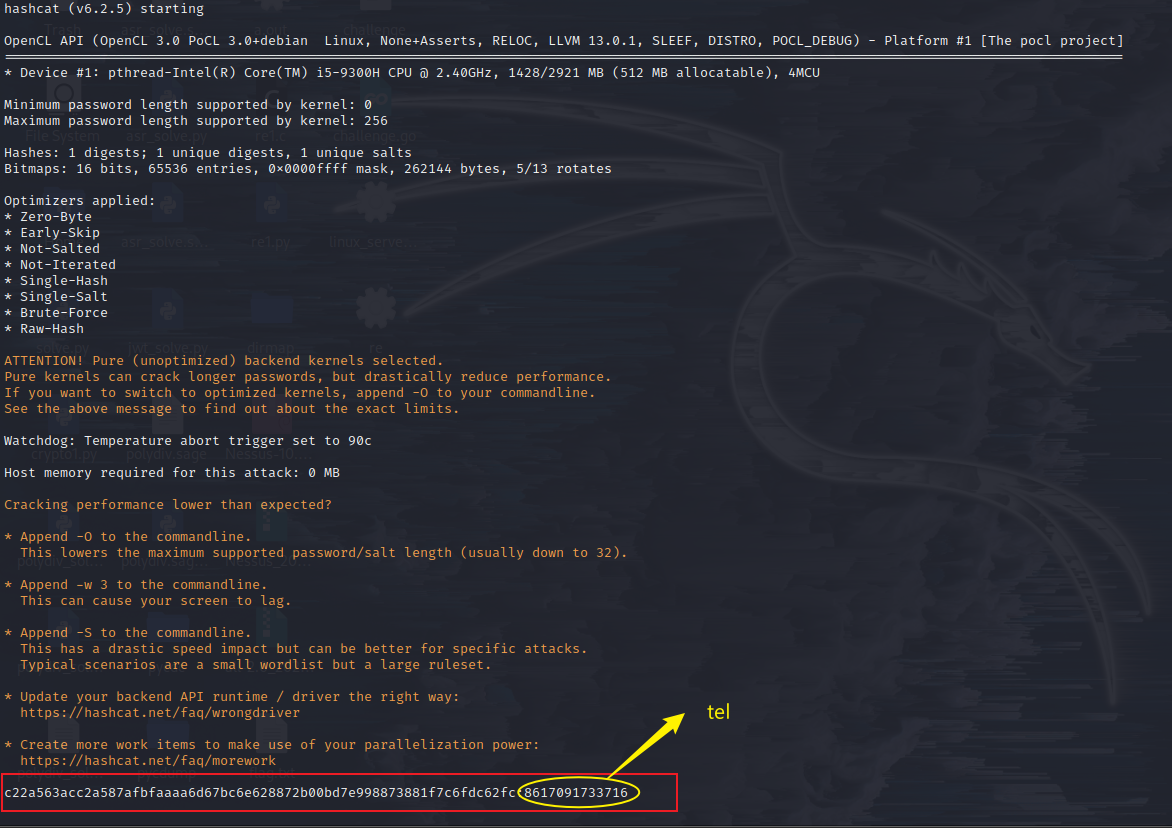 hashcat (v6.2.5) starting
OpenCL API (OpenCL 3.0 PoCL 3.0+debian  Linux, None+Asserts, RELOC, LLVM 13.0.1, SLEEF, DISTRO, POCL_DEBUG) - Platform #1 [The pocl project]
* Device #1: pthread-Intel(R) Core(TM) i5-9300H CPU @ 2.40GHz, 1428/2921 MB (512 MB allocatable), 4MCU
Minimum password length supported by kernel: 0
Maximum password length supported by kernel: 256
Hashes: 1 digests; 1 unique digests, 1 unique salts
Bitmaps: 16 bits, 65536 entries, 0x0000ffff mask, 262144 bytes, 5/13 rotates
Optimizers applied:
* Zero-Byte
* Early-Skip
* Not-Salted
* Not-Iterated
* Single-Hash
* Single-Salt
* Brute-Force
* Raw-Hash
ATTENTION! Pure (unoptimized) backend kernels selected.
Pure kernels can crack longer passwords, but drastically reduce performance.
If you want to switch to optimized kernels, append -O to your commandline.
See the above message to find out about the exact limits.
Watchdog: Temperature abort trigger set to 90c
Host memory required for this attack: 0 MB
Cracking performance lower than expected?
* Append -O to the commandline.
This lowers the maximum supported password/salt length (usually down to 32).
* Append -w 3 to the commandline.
This can cause your screen to lag.
* Append -S to the commandline.
This has a drastic speed impact but can be better for specific attacks.
Typical scenarios are a small wordlist but a large ruleset.
* Update your backend API runtime / driver the right way:
https://hashcat.net/faq/wrongdriver
* Create more work items to make use of your parallelization power:
https://hashcat.net/faq/morework
tel
c22a563acc2a587afbfaaaa6d67bc6e628872b00bd7e998873881f7c6fdc62fc:8617091733716